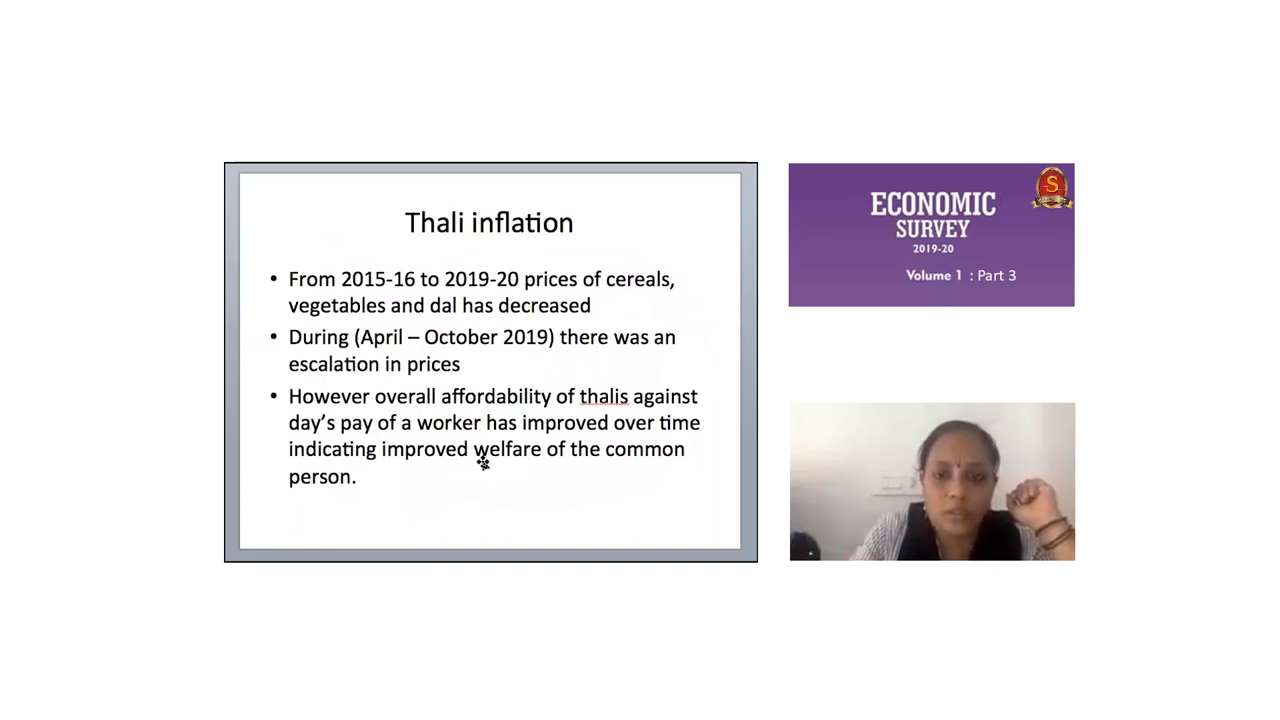 Thali inflation
• From 2015-16 to 2019-20 prices of cereals,
vegetables and dal has decreased
• During (April – October 2019) there was an
escalation in prices
• However overall affordability of thalis against
day's pay of a worker has improved over time
indicating improved welfare of the common
person.
S
ECONOMIC
SURVEY
2019-20
Volume 1 : Part 3